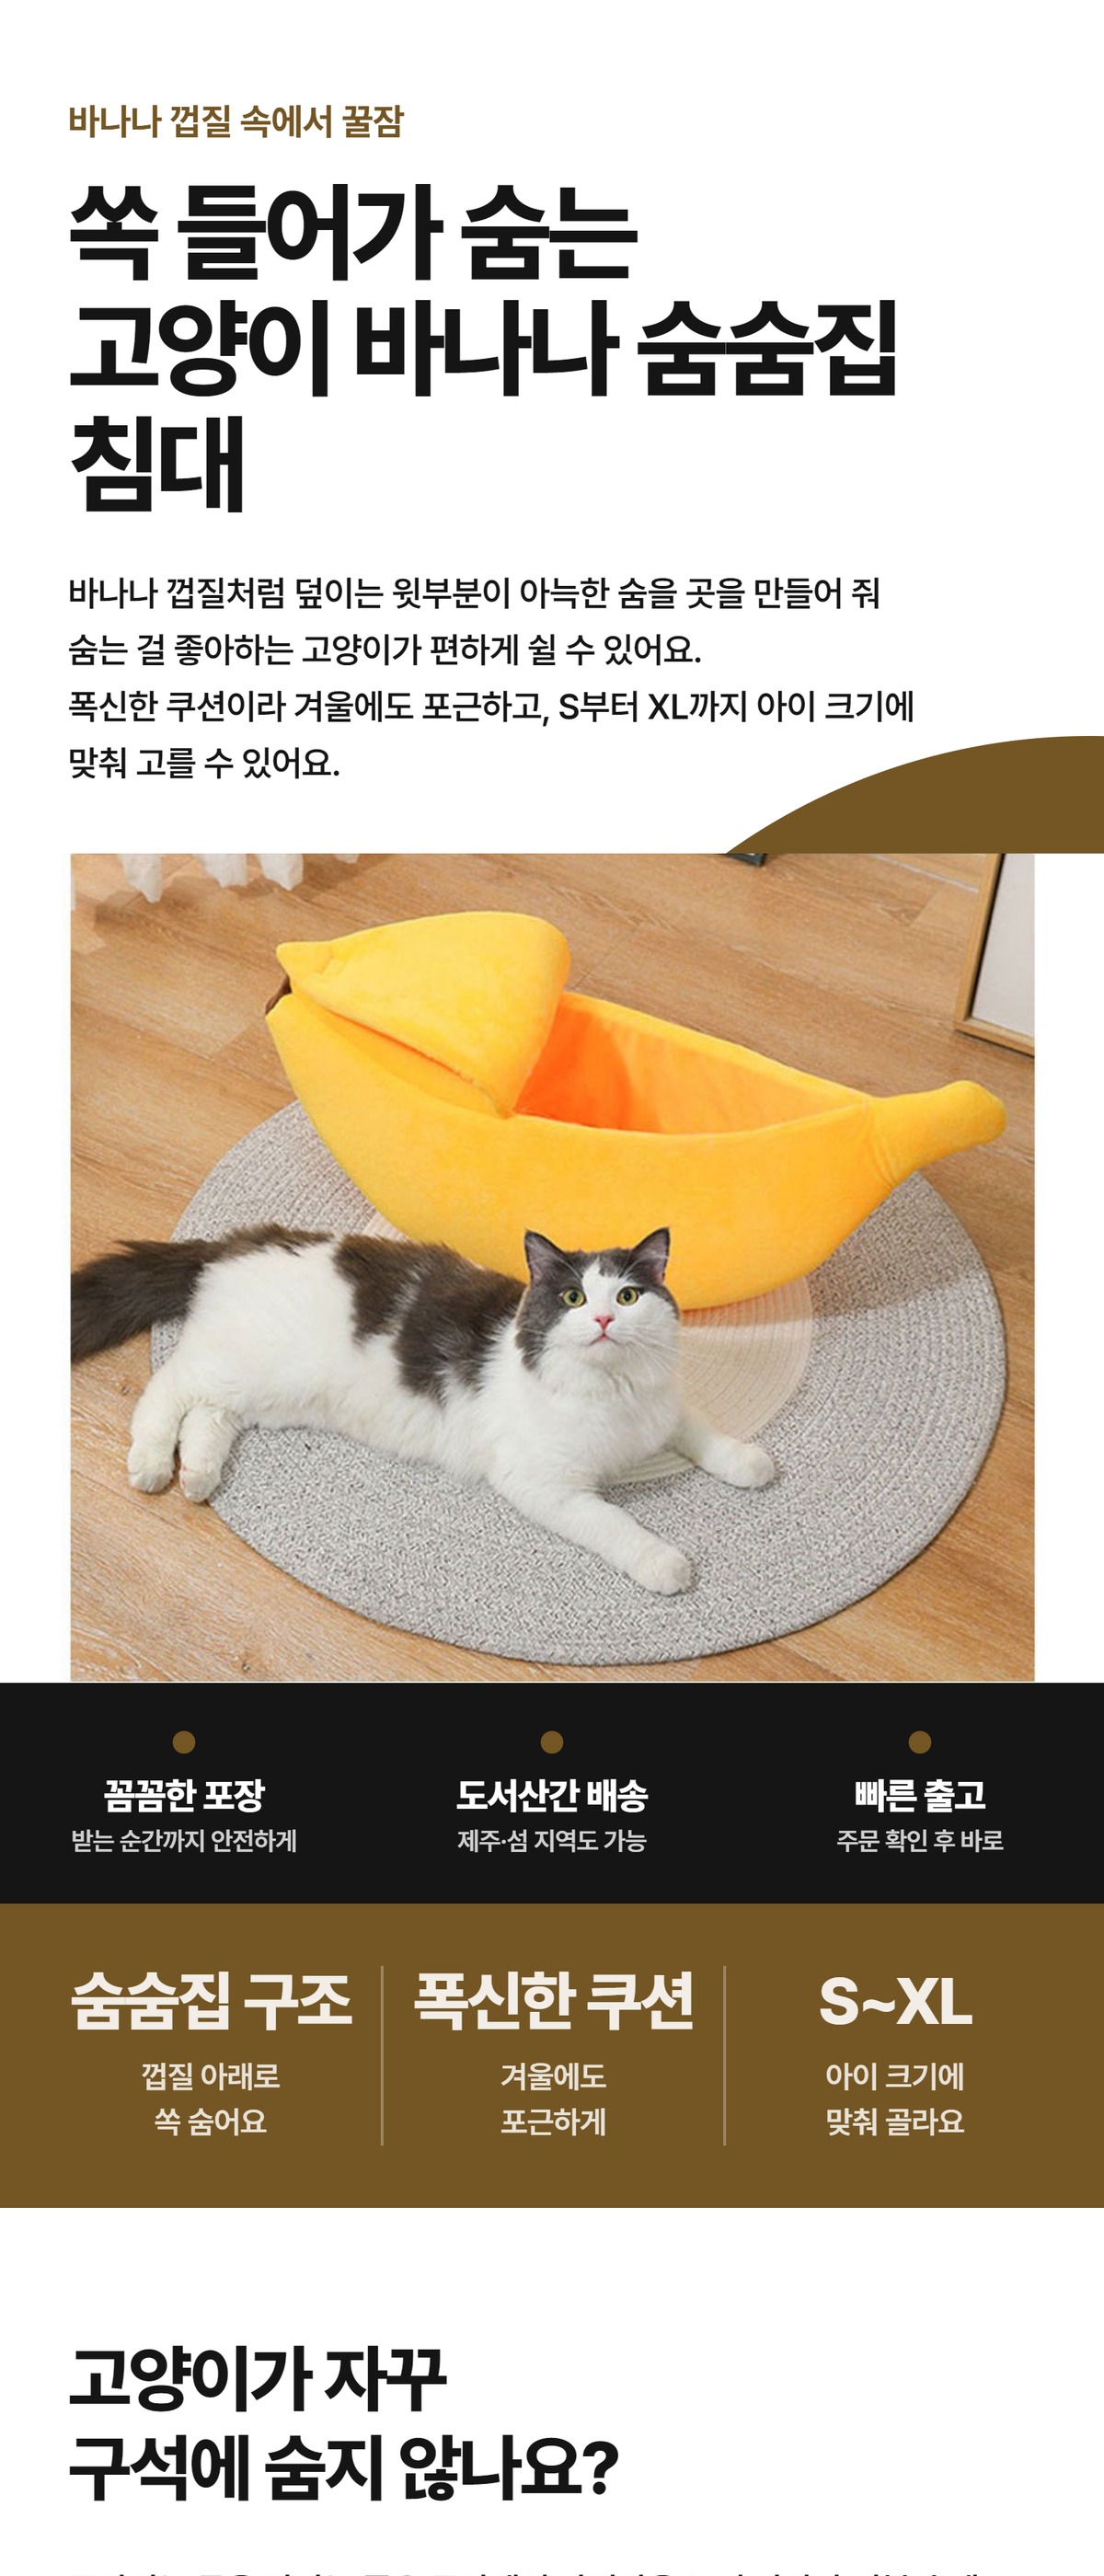 바나나 껍질 속에서 꿀잠
쏙 들어가 숨는
고양이 바나나 숨숨집
침대
바나나 껍질처럼 덮이는 윗부분이 아늑한 숨을 곳을 만들어 줘
숨는 걸 좋아하는 고양이가 편하게 쉴 수 있어요.
폭신한 쿠션이라 겨울에도 포근하고, S부터 XL까지 아이 크기에
맞춰 고를 수 있어요.
꼼꼼한 포장
받는 순간까지 안전하게
도서산간 배송
제주·섬 지역도 가능
빠른 출고
주문 확인 후 바로
숨숨집 구조
껍질 아래로
쏙 숨어요
폭신한 쿠션
겨울에도
포근하게
S~XL
아이 크기에
맞춰 골라요
고양이가 자꾸
구석에 숨지 않나요?